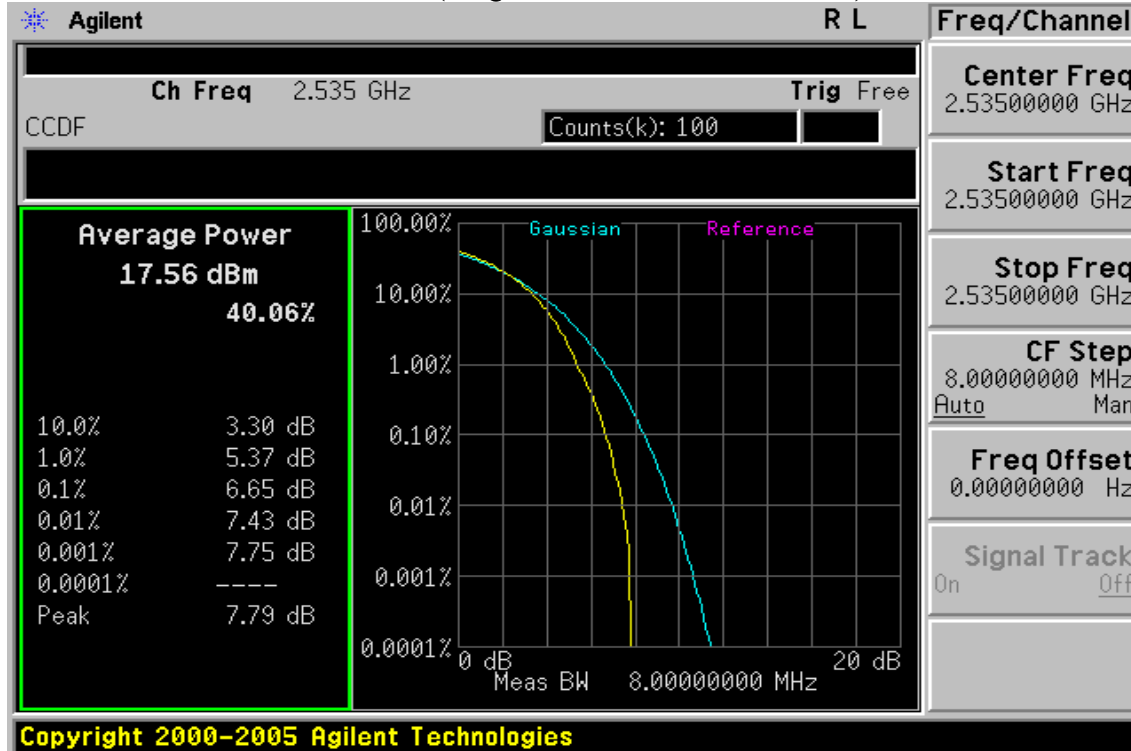 Agilent R L Freq/Channel
Ch Freq 2.535 GHz Trig Free
CCDF Counts(k): 100
Average Power
17.56 dBm
40.06%
10.0% 3.30 dB
1.0% 5.37 dB
0.1% 6.65 dB
0.01% 7.43 dB
0.001% 7.75 dB
0.0001% ----
Peak 7.79 dB
Gaussian Reference
100.00%
10.00%
1.00%
0.10%
0.01%
0.001%
0.0001%
0 dB 20 dB
Meas BW 8.00000000 MHz
Center Freq
2.53500000 GHz
Start Freq
2.53500000 GHz
Stop Freq
2.53500000 GHz
CF Step
8.00000000 MHz
Auto Man
Freq Offset
0.00000000 Hz
Signal Track
On Off
Copyright 2000-2005 Agilent Technologies